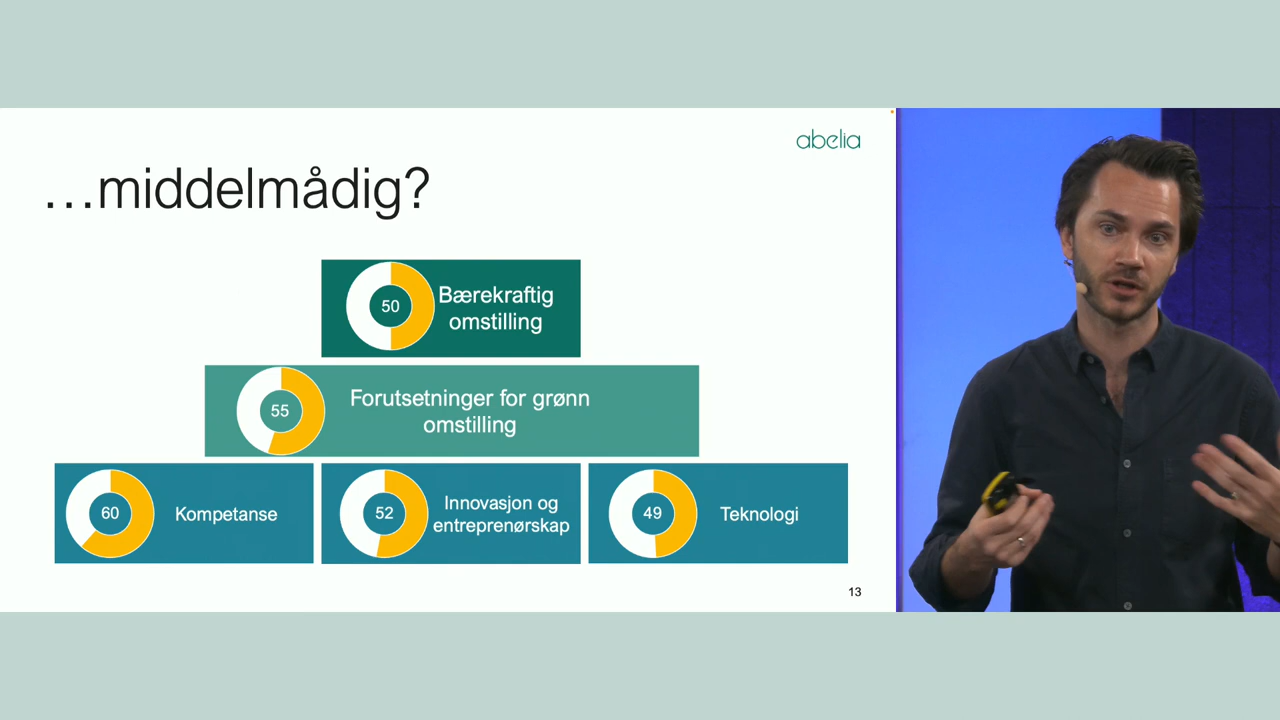 abelia
…middelmådig?
50
Bærekraftig
omstilling
55
Forutsetninger for grønn
omstilling
60
Kompetanse
52
Innovasjon og
entreprenørskap
49
Teknologi
13